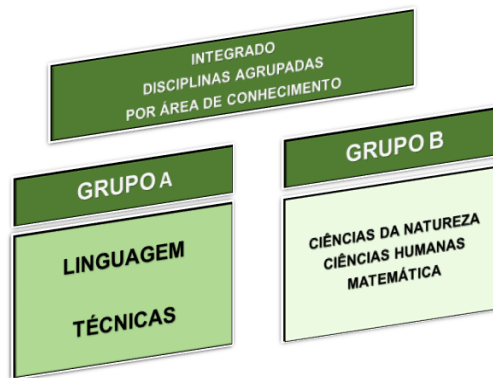 INTEGRADO
DISCIPLINAS AGRUPADAS
POR ÁREA DE CONHECIMENTO
GRUPO A
LINGUAGEM
TÉCNICAS
GRUPO B
CIÊNCIAS DA NATUREZA
CIÊNCIAS HUMANAS
MATEMÁTICA